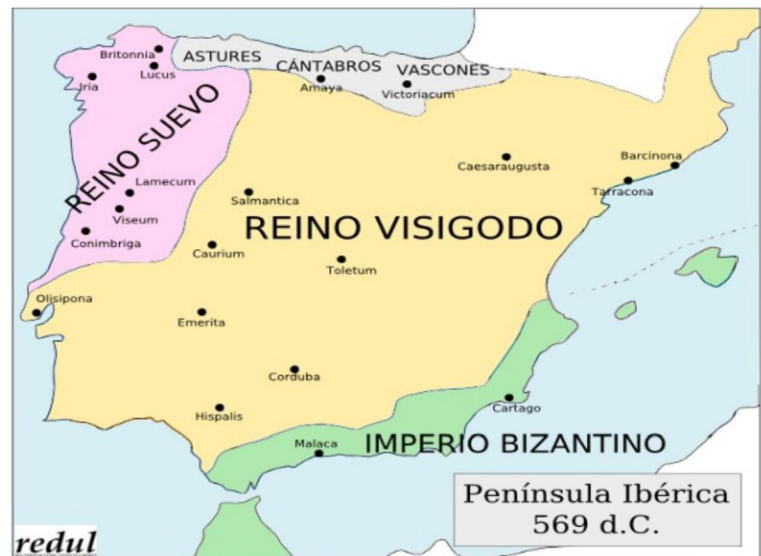 Britonnia
ASTURES
CÁNTABROS
VASCONES
Lucus
Iria
Amaya
Victoriacum
REINO SUEVO
Caesaraugusta
Barcinona
Tarracona
Lamecum
Salmantica
Viseum
REINO VISIGODO
Conimbriga
Caurium
Toletum
Olisipona
Emerita
Corduba
Hispalis
Cartago
Malaca
IMPERIO BIZANTINO
Península Ibérica
569 d.C.
redul